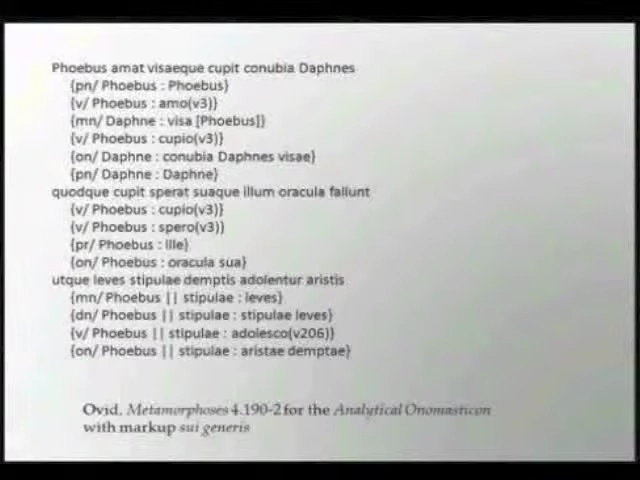 Phoebus amat visaeque cupit conubia Daphnes
{pn/ Phoebus : Phoebus}
{v/ Phoebus : amo(v3)}
{mn/ Daphne : visa [Phoebus]}
{v/ Phoebus : cupio(v3)}
{on/ Daphne : conubia Daphnes visae}
{pn/ Daphne : Daphne}
quodque cupit sperat suaque illum oracula fallunt
{v/ Phoebus : cupio(v3)}
{v/ Phoebus : spero(v3)}
{pr/ Phoebus : ille}
{on/ Phoebus : oracula sua}
utque leves stipulae demptis adolentur aristis
{mn/ Phoebus || stipulae : leves}
{dn/ Phoebus || stipulae : stipulae leves}
{v/ Phoebus || stipulae : adolesco(v206)}
{on/ Phoebus || stipulae : aristae demptae}
Ovid. Metamorphoses 4.190-2 for the Analytical Onomasticon
with markup sui generis